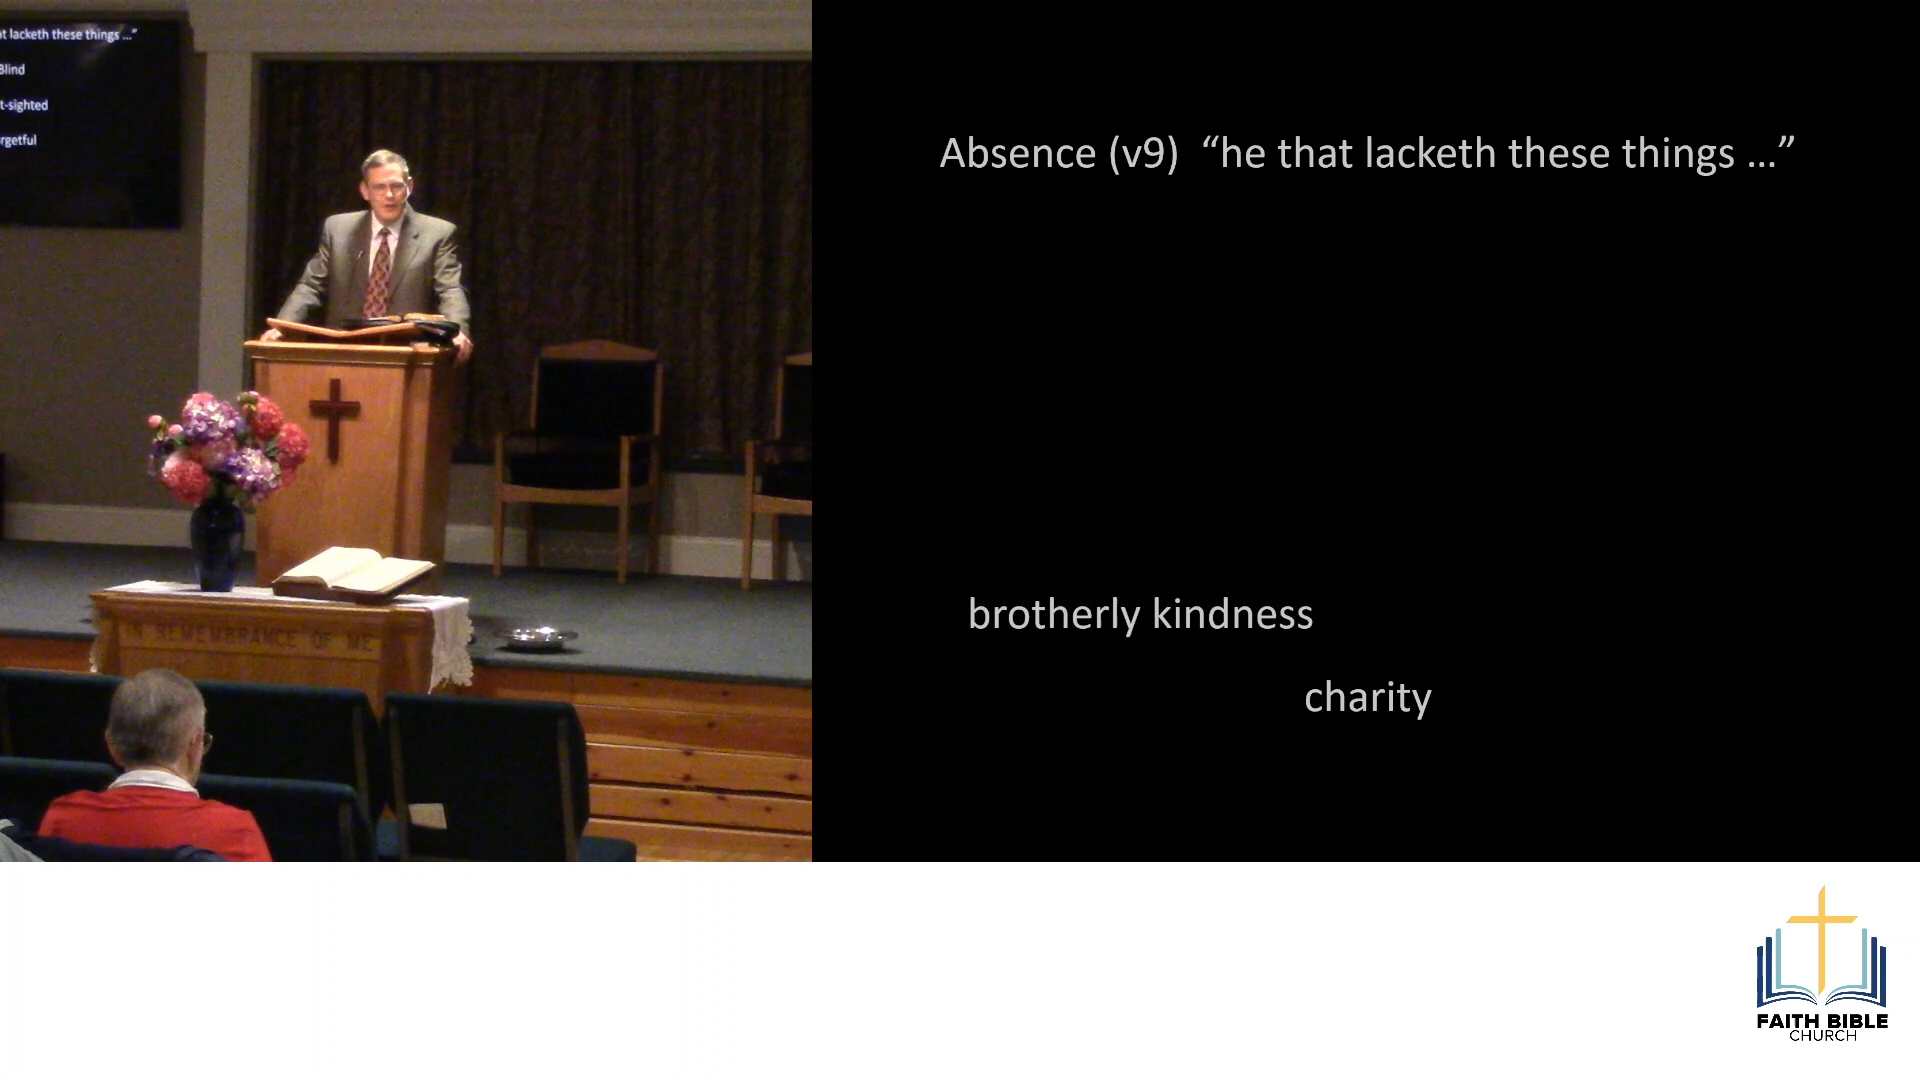 t lacketh these things ...”
Blind
t-sighted
rgetful
IN REMEMBRANCE OF ME
Absence (v9) “he that lacketh these things ...”
brotherly kindness
charity
FAITH BIBLE
CHURCH